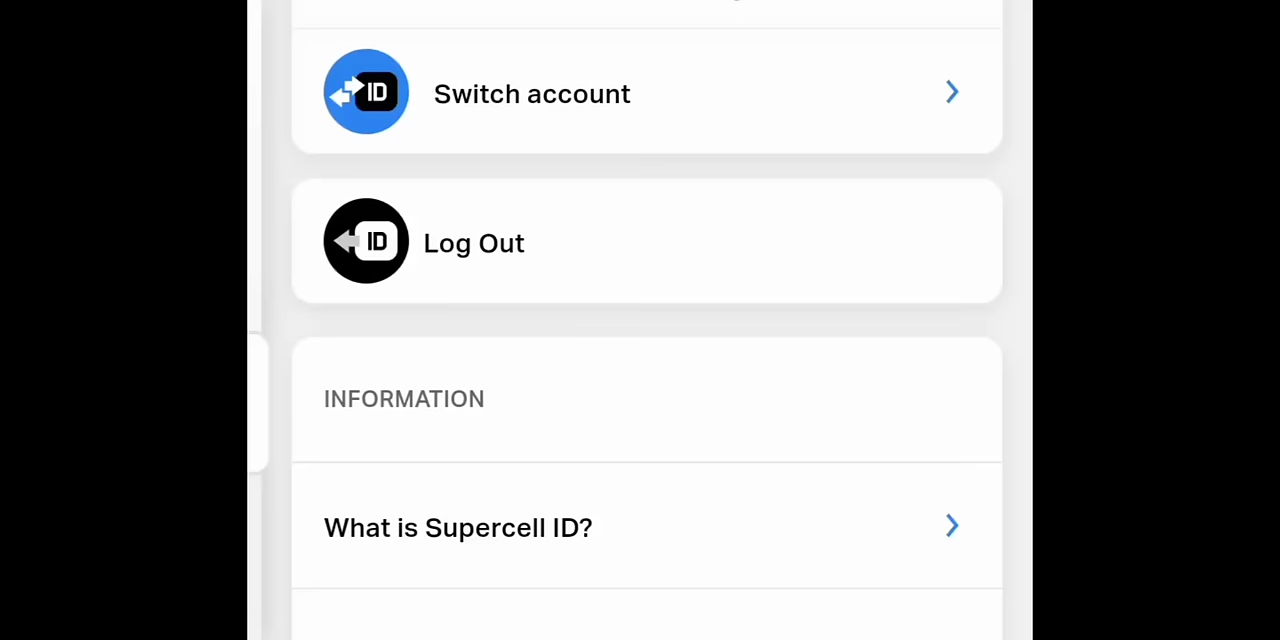 ID
Switch account
ID
Log Out
INFORMATION
What is Supercell ID?